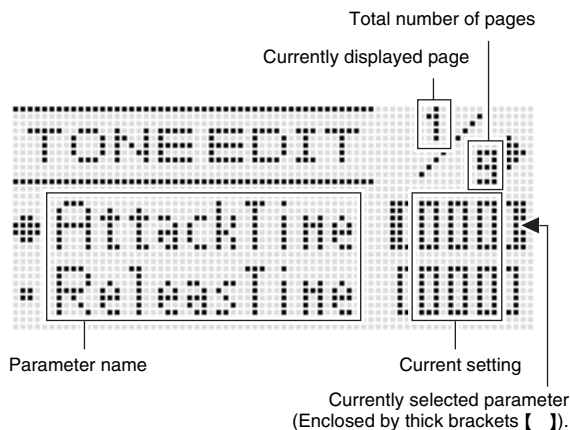 Total number of pages
Currently displayed page
TONE EDIT 1/9
AttackTime 【000】
ReleasTime [000]
Parameter name
Current setting
Currently selected parameter
(Enclosed by thick brackets【 】).